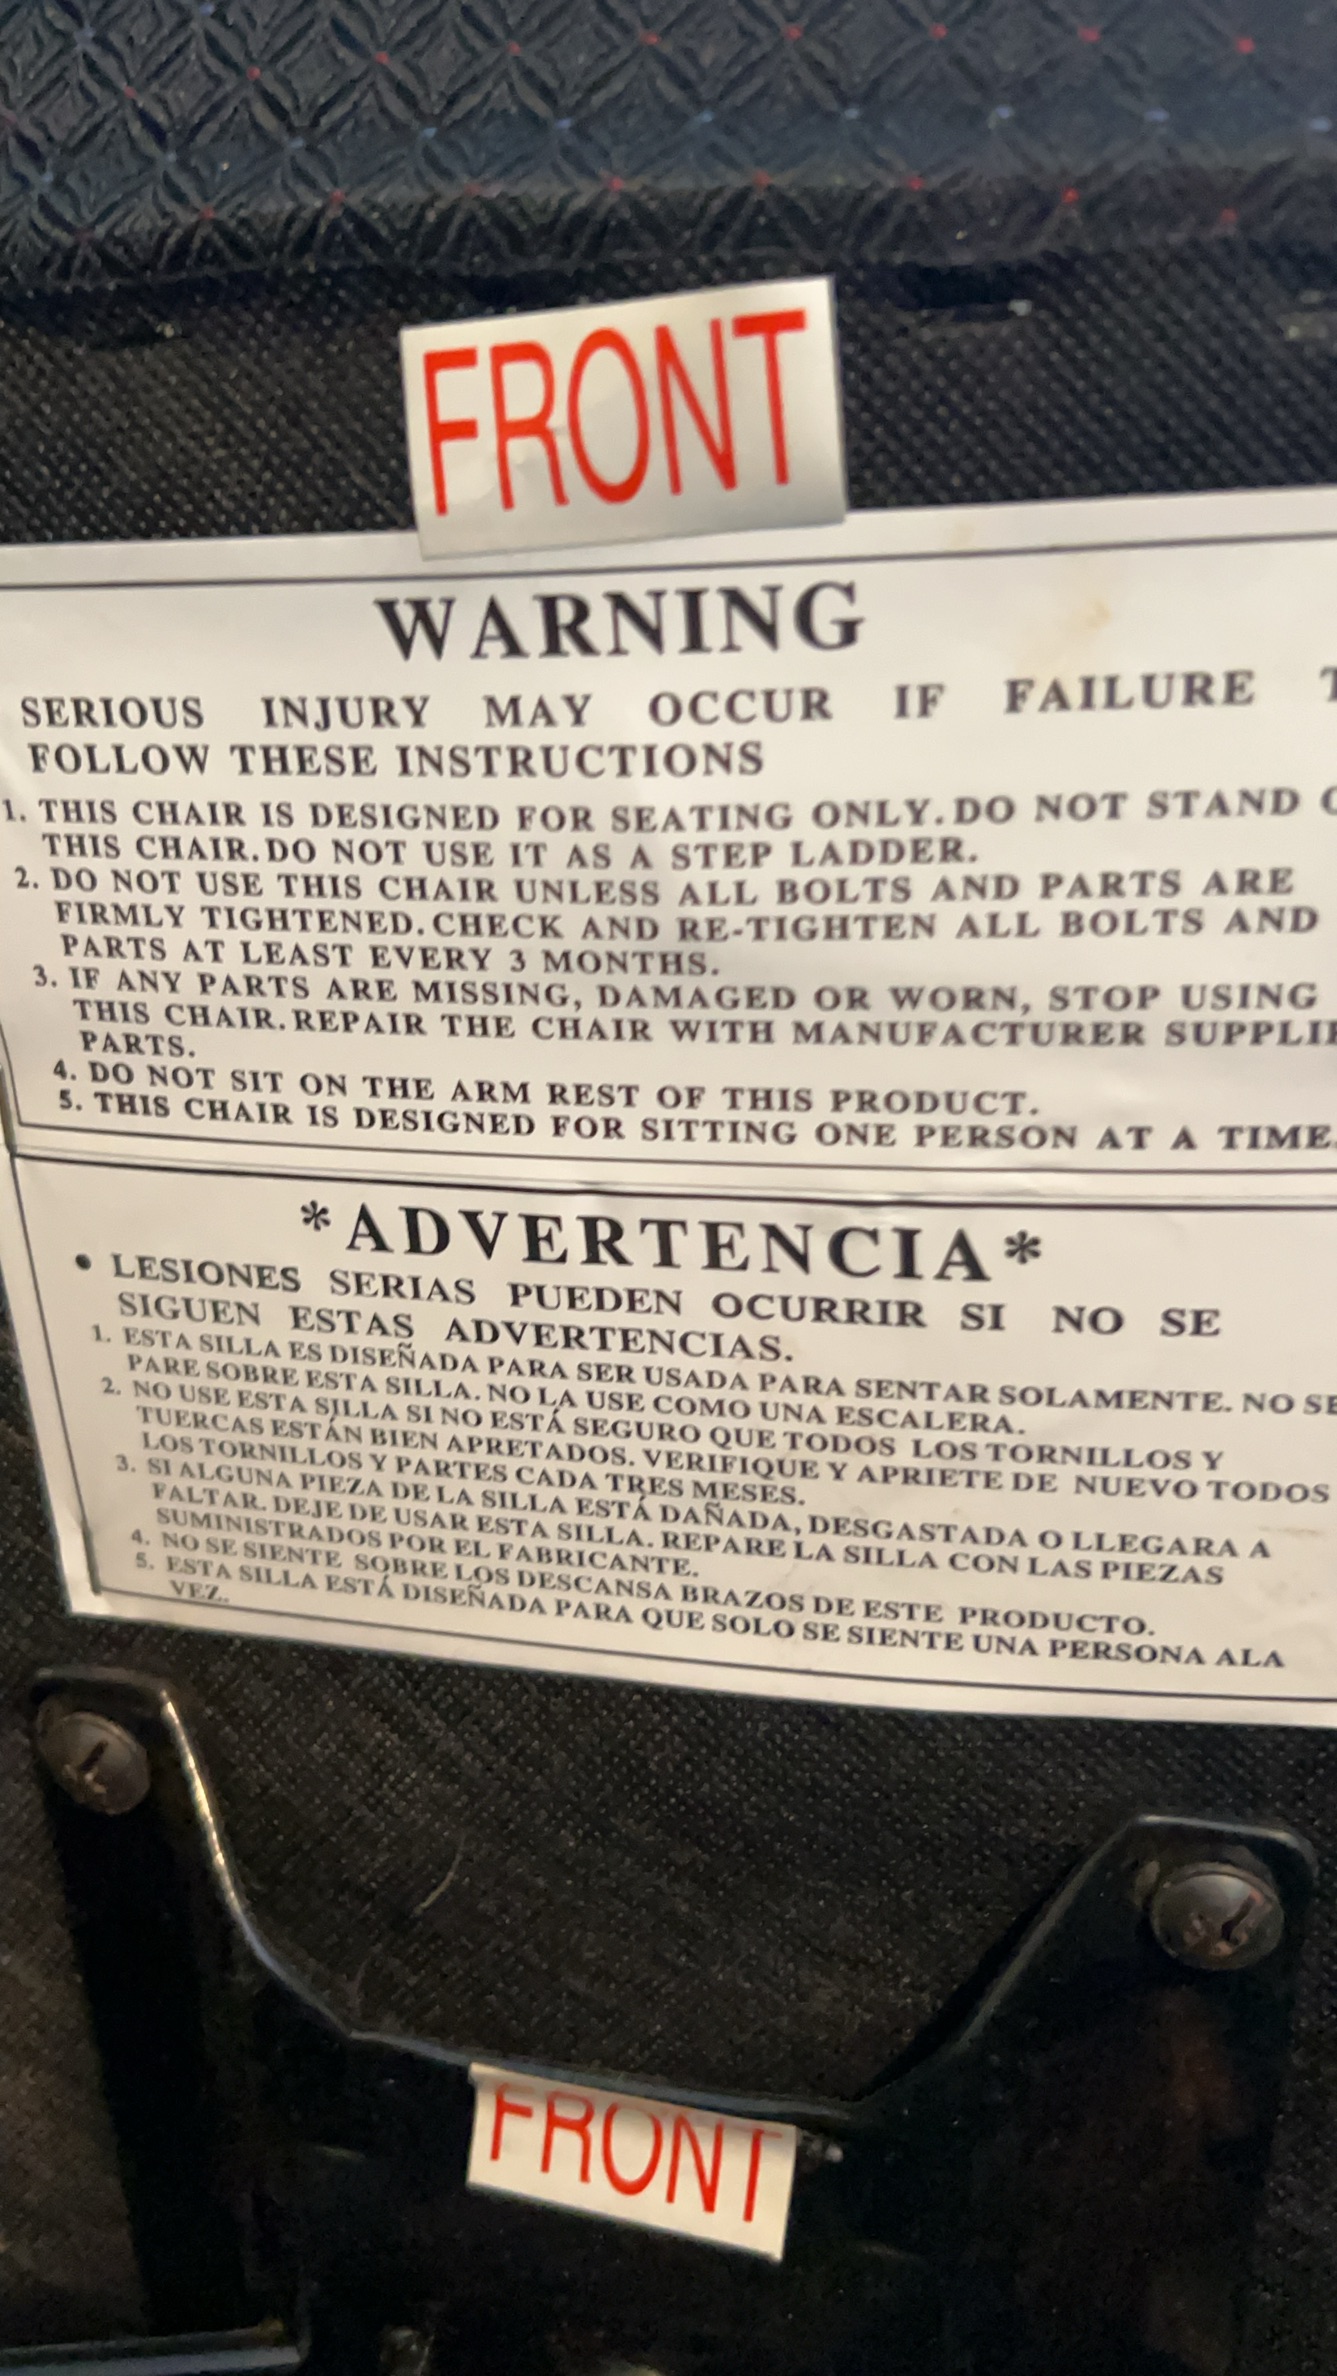 FRONT
WARNING
SERIOUS INJURY MAY OCCUR IF FAILURE
FOLLOW THESE INSTRUCTIONS
1. THIS CHAIR IS DESIGNED FOR SEATING ONLY. DO NOT STAND
THIS CHAIR. DO NOT USE IT AS A STEP LADDER.
2. DO NOT USE THIS CHAIR UNLESS ALL BOLTS AND PARTS ARE
FIRMLY TIGHTENED. CHECK AND RE-TIGHTEN ALL BOLTS AND
PARTS AT LEAST EVERY 3 MONTHS.
3. IF ANY PARTS ARE MISSING, DAMAGED OR WORN, STOP USING
THIS CHAIR. REPAIR THE CHAIR WITH MANUFACTURER
PARTS.
4. DO NOT SIT ON THE ARM REST OF THIS PRODUCT.
5. THIS CHAIR IS DESIGNED FOR SITTING ONE PERSON AT A TIME.
*ADVERTENCIA*
• LESIONES SERIAS PUEDEN OCURRIR SI NO SE
SIGUEN ESTAS ADVERTENCIAS.
1. ESTA SILLA ES DISEÑADA PARA SER USADA PARA SENTAR SOLAMENTE. NO SE
PARE SOBRE ESTA SILLA. NO LA USE COMO UNA ESCALERA.
2. NO USE ESTA SILLA SI NO ESTÁ SEGURO QUE TODOS LOS TORNILLOS Y
TUERCAS ESTÁN BIEN APRETADOS. VERIFIQUE Y APRIETE DE NUEVO TODOS
LOS TORNILLOS Y PARTES CADA TRES MESES.
3. SI ALGUNA PIEZA DE LA SILLA ESTÁ DAÑADA, DESGASTADA O LLEGARA A
FALTAR. DEJE DE USAR ESTA SILLA. REPARE LA SILLA CON LAS PIEZAS
SUMINISTRADOS POR EL FABRICANTE.
4. NO SE SIENTE SOBRE LOS DESCANSA BRAZOS DE ESTE PRODUCTO.
5. ESTA SILLA ESTÁ DISEÑADA PARA QUE SOLO SE SIENTE UNA PERSONA ALA
VEZ.
FRONT